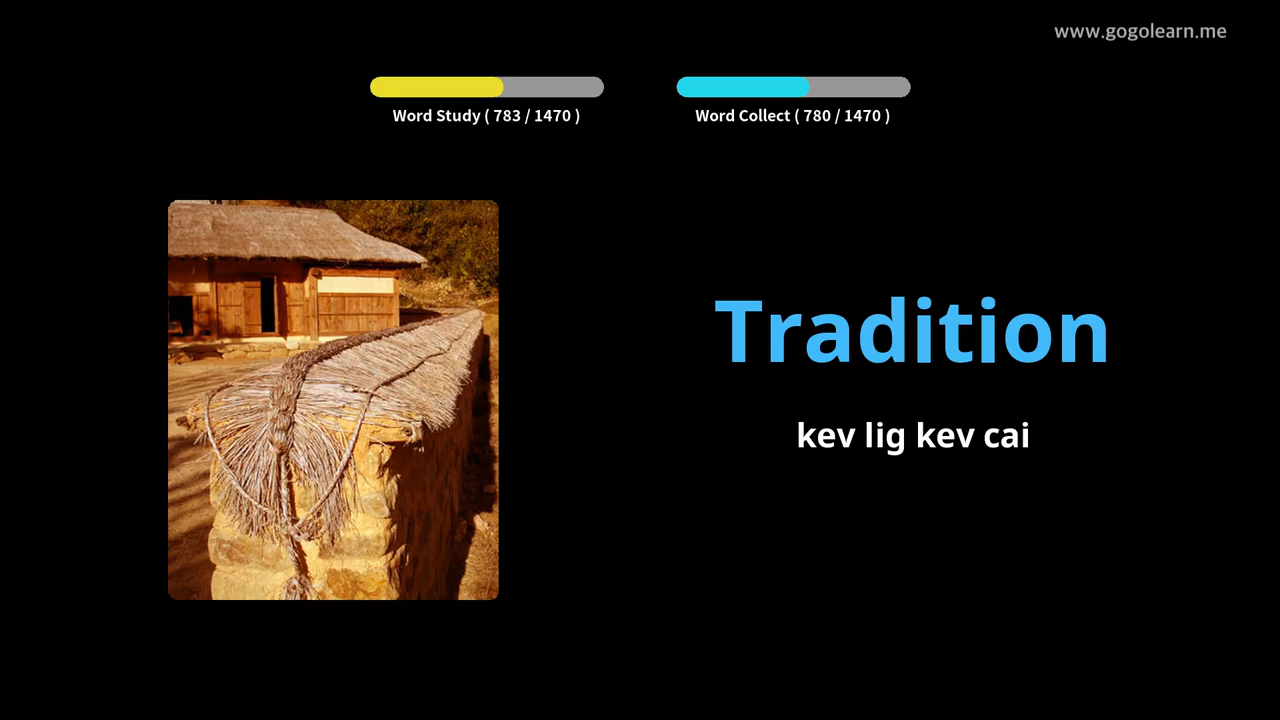 www.gogolearn.me
Word Study ( 783 / 1470 )
Word Collect ( 780 / 1470 )
Tradition
kev lig kev cai